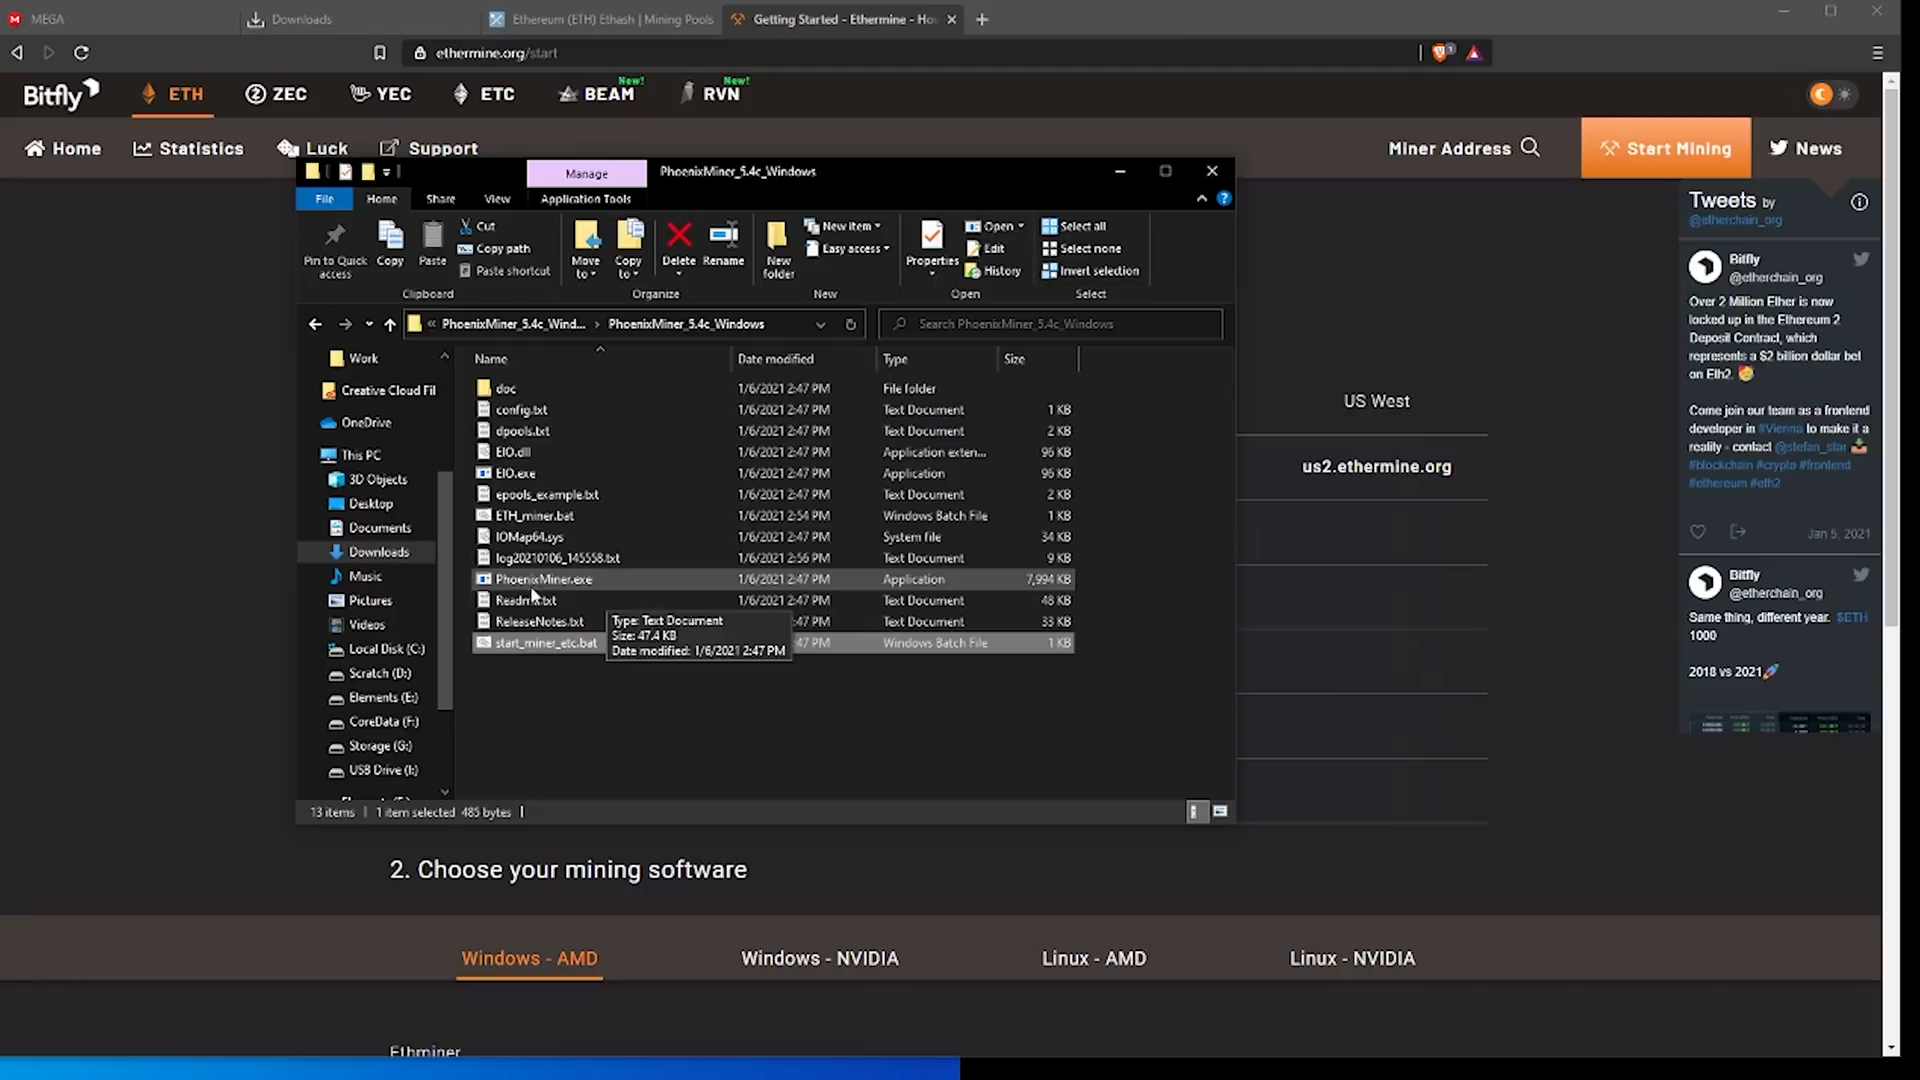 MEGA
Downloads
Ethereum (ETH) Ethash | Mining Pools
Getting Started - Ethermine - Ho
ethermine.org/start
Bitfly
ETH
ZEC
YEC
ETC
BEAM
New!
RVN
New!
Home
Statistics
Luck
Support
Miner Address
Start Mining
News
Manage
PhoenixMiner_5.4c_Windows
File
Home
Share
View
Application Tools
Pin to Quick access
Copy
Paste
Cut
Copy path
Paste shortcut
Clipboard
Move to
Copy to
Delete
Rename
Organize
New folder
New item
Easy access
New
Properties
Open
Edit
History
Open
Select all
Select none
Invert selection
Select
« PhoenixMiner_5.4c_Wind... › PhoenixMiner_5.4c_Windows
Search PhoenixMiner_5.4c_Windows
Work
Creative Cloud Fil
OneDrive
This PC
3D Objects
Desktop
Documents
Downloads
Music
Pictures
Videos
Local Disk (C:)
Scratch (D:)
Elements (E:)
CoreData (F:)
Storage (G:)
USB Drive (I:)
Name Date modified Type Size
doc 1/6/2021 2:47 PM File folder
config.txt 1/6/2021 2:47 PM Text Document 1 KB
dpools.txt 1/6/2021 2:47 PM Text Document 2 KB
EIO.dll 1/6/2021 2:47 PM Application exten... 96 KB
EIO.exe 1/6/2021 2:47 PM Application 96 KB
epools_example.txt 1/6/2021 2:47 PM Text Document 2 KB
ETH_miner.bat 1/6/2021 2:54 PM Windows Batch File 1 KB
IOMap64.sys 1/6/2021 2:47 PM System file 34 KB
log20210106_145558.txt 1/6/2021 2:56 PM Text Document 9 KB
PhoenixMiner.exe 1/6/2021 2:47 PM Application 7,994 KB
Readme.txt 1/6/2021 2:47 PM Text Document 48 KB
ReleaseNotes.txt :47 PM Text Document 33 KB
start_miner_etc.bat :47 PM Windows Batch File 1 KB
Type: Text Document
Size: 47.4 KB
Date modified: 1/6/2021 2:47 PM
13 items
1 item selected 485 bytes
US West
us2.ethermine.org
Tweets by
@etherchain_org
Bitfly
@etherchain_org
Over 2 Million Ether is now
locked up in the Ethereum 2
Deposit Contract, which
represents a $2 billion dollar bet
on Eth2.
Come join our team as a frontend
developer in #Vienna to make it a
reality - contact @stefan_star
#blockchain #crypto #frontend
#ethereum #eth2
Jan 5, 2021
Bitfly
@etherchain_org
Same thing, different year. $ETH
1000
2018 vs 2021
2. Choose your mining software
Windows - AMD
Windows - NVIDIA
Linux - AMD
Linux - NVIDIA
Ethminer